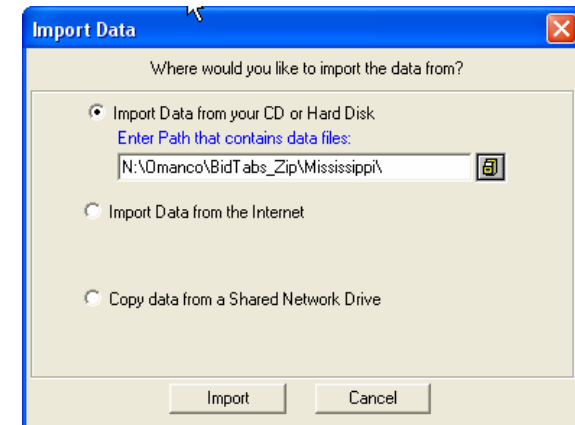 Import Data
Where would you like to import the data from?
Import Data from your CD or Hard Disk
Enter Path that contains data files:
N:\Omanco\BidTabs_Zip\Mississippi\
Import Data from the Internet
Copy data from a Shared Network Drive
Import Cancel